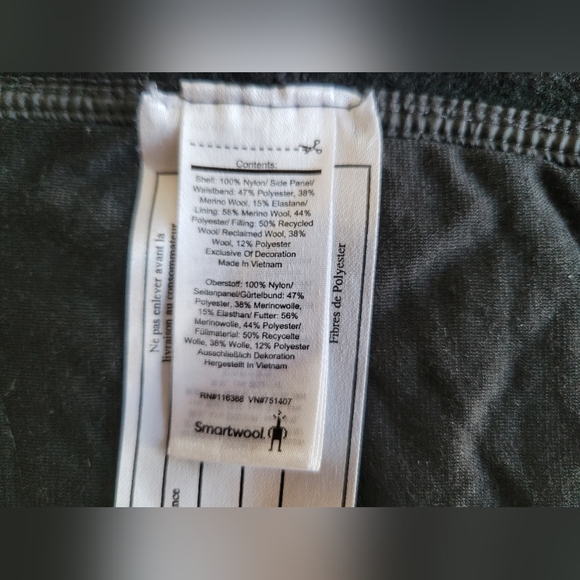 Contents:
Shell: 100% Nylon/ Side Panel/
Waistband: 47% Polyester, 38%
Merino Wool, 15% Elastane/
Lining: 56% Merino Wool, 44%
Polyester/ Filling: 50% Recycled
Wool/ Reclaimed Wool, 38%
Wool, 12% Polyester
Exclusive Of Decoration
Made In Vietnam
Oberstoff: 100% Nylon/
Seitenpanel/Gürtelbund: 47%
Polyester, 38% Merinowolle,
15% Elasthan/ Futter: 56%
Merinowolle, 44% Polyester/
Füllmaterial: 50% Recycelte
Wolle, 38% Wolle, 12% Polyester
Ausschließlich Dekoration
Hergestellt In Vietnam
RN#116388 VN#751407
Smartwool
Ne pas enlever avant la
livraison au consommateur
Fibres de Polyester